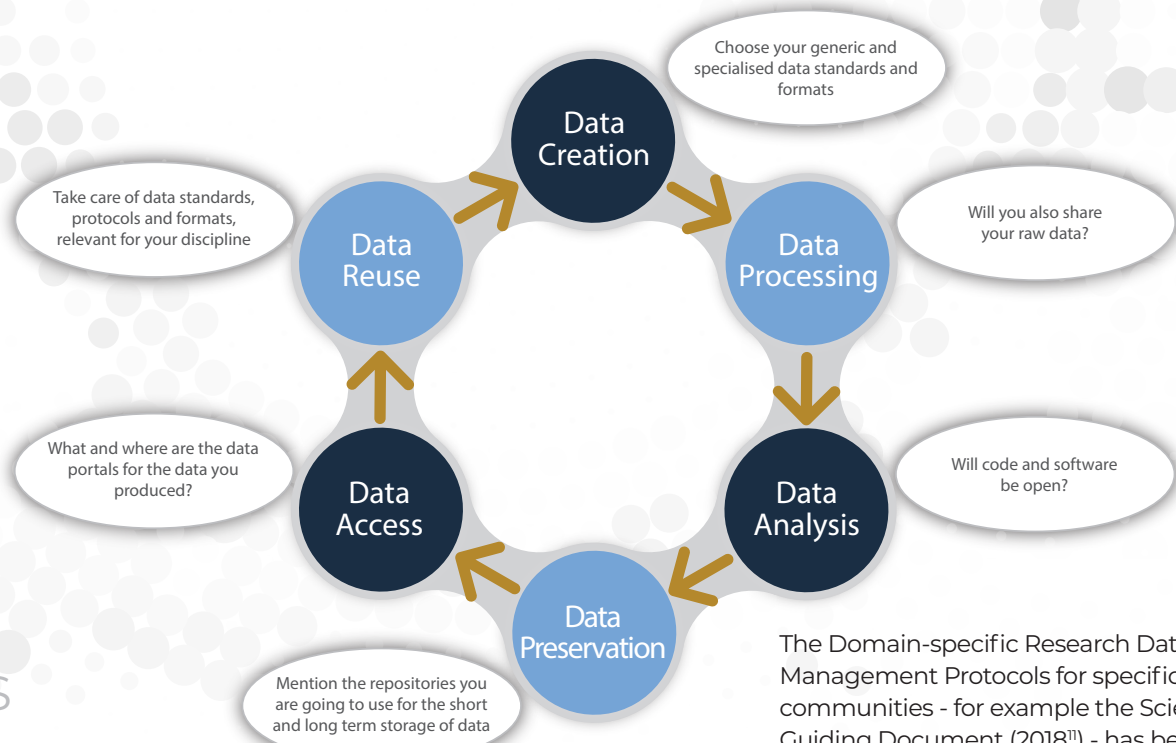 Choose your generic and
specialised data standards and
formats
Data
Creation
Take care of data standards,
protocols and formats,
relevant for your discipline
Data
Reuse
Data
Processing
Will you also share
your raw data?
What and where are the data
portals for the data you
produced?
Data
Access
Data
Analysis
Will code and software
be open?
Data
Preservation
Mention the repositories you
are going to use for the short
and long term storage of data
The Domain-specific Research
Management Protocols for specific
communities - for example the
Guiding Document (2018¹¹) - has